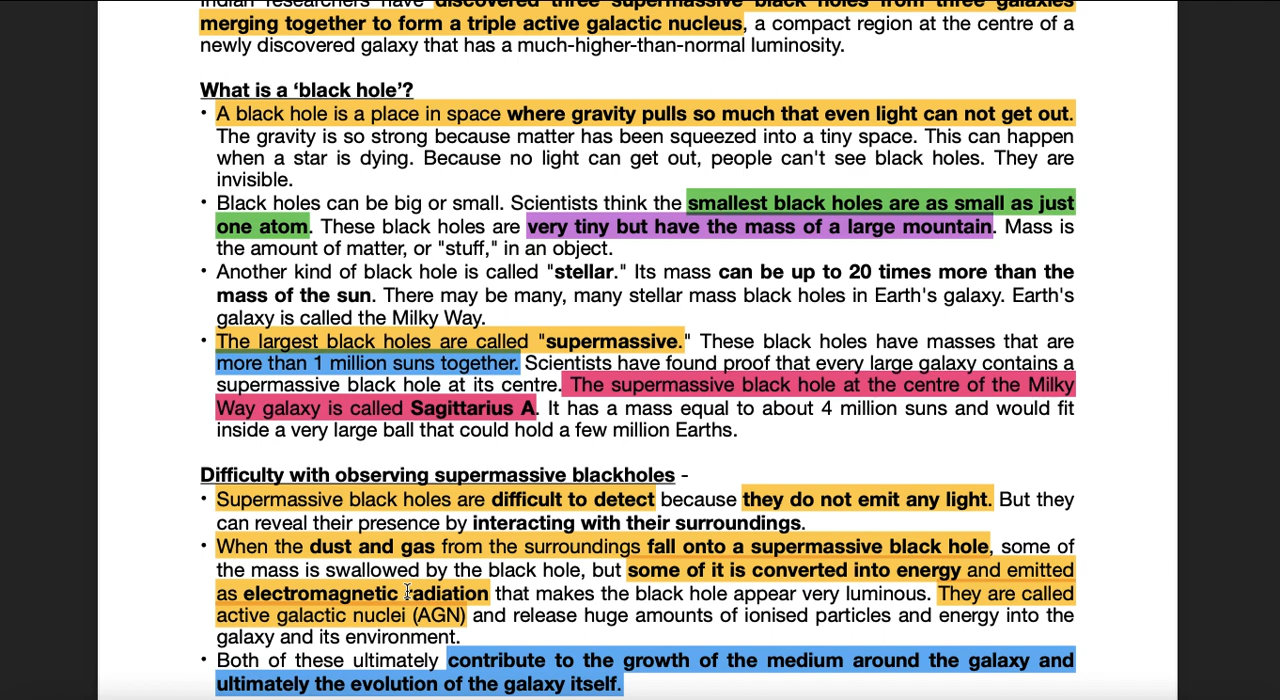 Indian researchers have discovered three supermassive black holes from three galaxies
merging together to form a triple active galactic nucleus, a compact region at the centre of a
newly discovered galaxy that has a much-higher-than-normal luminosity.
What is a ‘black hole’?
• A black hole is a place in space where gravity pulls so much that even light can not get out.
The gravity is so strong because matter has been squeezed into a tiny space. This can happen
when a star is dying. Because no light can get out, people can't see black holes. They are
invisible.
• Black holes can be big or small. Scientists think the smallest black holes are as small as just
one atom. These black holes are very tiny but have the mass of a large mountain. Mass is
the amount of matter, or "stuff," in an object.
• Another kind of black hole is called "stellar." Its mass can be up to 20 times more than the
mass of the sun. There may be many, many stellar mass black holes in Earth's galaxy. Earth's
galaxy is called the Milky Way.
• The largest black holes are called "supermassive." These black holes have masses that are
more than 1 million suns together. Scientists have found proof that every large galaxy contains a
supermassive black hole at its centre. The supermassive black hole at the centre of the Milky
Way galaxy is called Sagittarius A. It has a mass equal to about 4 million suns and would fit
inside a very large ball that could hold a few million Earths.
Difficulty with observing supermassive blackholes -
• Supermassive black holes are difficult to detect because they do not emit any light. But they
can reveal their presence by interacting with their surroundings.
• When the dust and gas from the surroundings fall onto a supermassive black hole, some of
the mass is swallowed by the black hole, but some of it is converted into energy and emitted
as electromagnetic radiation that makes the black hole appear very luminous. They are called
active galactic nuclei (AGN) and release huge amounts of ionised particles and energy into the
galaxy and its environment.
• Both of these ultimately contribute to the growth of the medium around the galaxy and
ultimately the evolution of the galaxy itself.